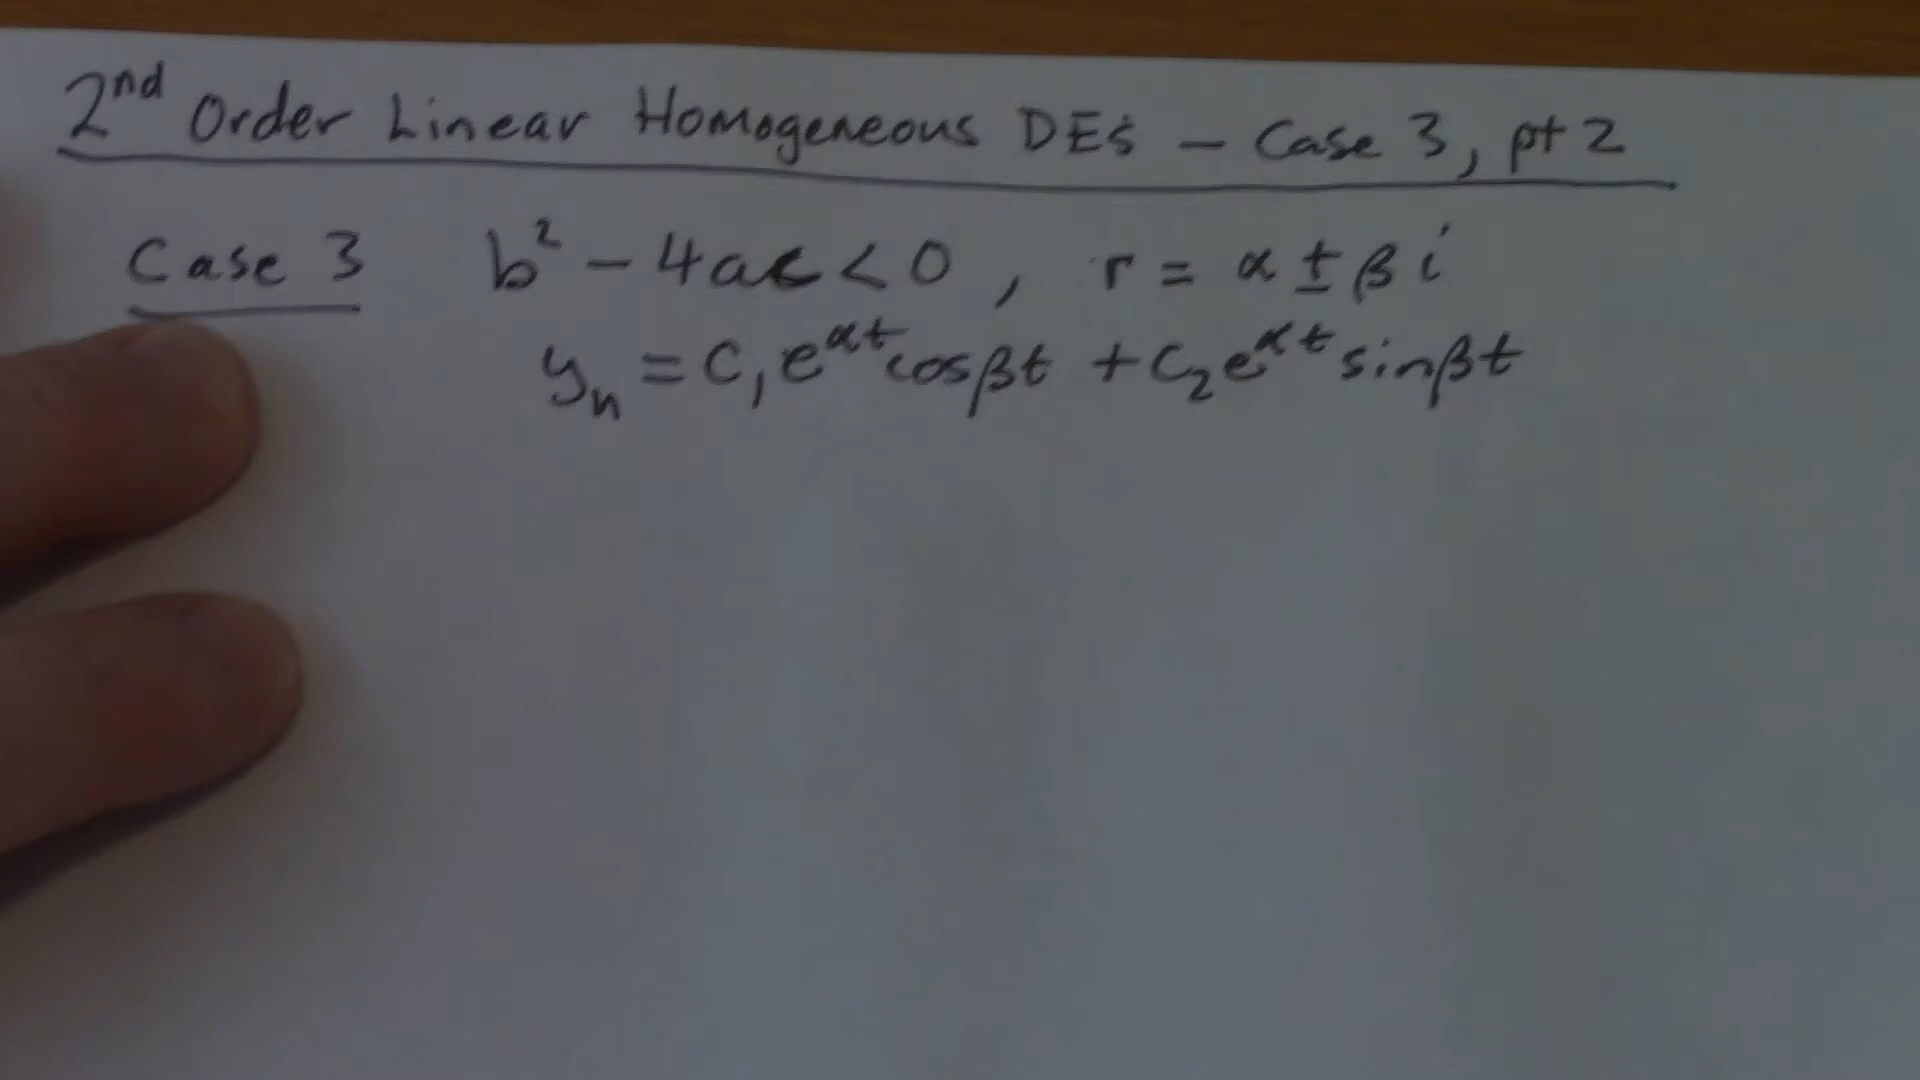 2nd Order Linear Homogeneous DEs - Case 3, pt 2
Case 3 b² - 4ac < 0 , r = α ± β i
yₕ = c₁e^αt cosβt + c₂e^αt sinβt